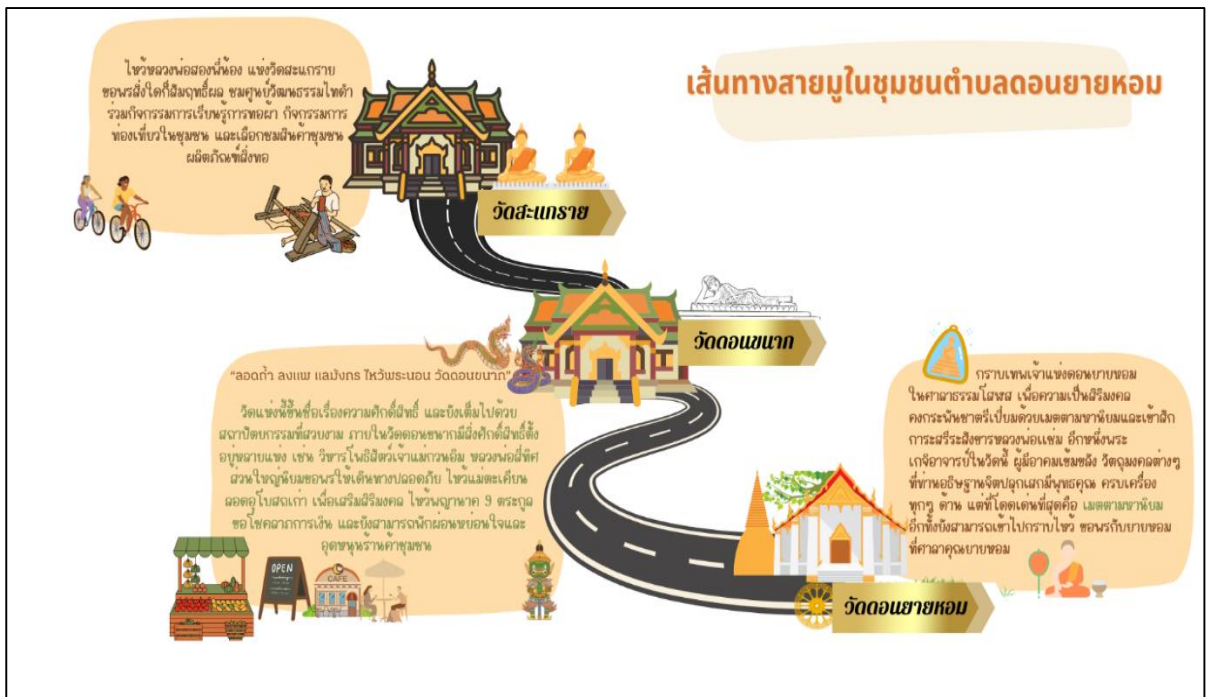 เส้นทางสายมูในชุมชนตำบลดอนยายหอม
ไหว้หลวงพ่อสองพี่น้อง แห่งวัดสะแกราย
ขอพรสิ่งใดก็สัมฤทธิ์ผล ชมศูนย์วัฒนธรรมไทดำ
ร่วมกิจกรรมการเรียนรู้การทอผ้า กิจกรรมการ
ท่องเที่ยวในชุมชน และเลือกชมสินค้าชุมชน
ผลิตภัณฑ์สิ่งทอ
วัดสะแกราย
วัดดอนขนาก
"ลอดถ้ำ ลงแพ แลมังกร ไหว้พระนอน วัดดอนขนาก"
วัดแห่งนี้ขึ้นชื่อเรื่องความศักดิ์สิทธิ์ และยังเต็มไปด้วย
สถาปัตยกรรมที่สวยงาม ภายในวัดดอนขนากมีสิ่งศักดิ์สิทธิ์ตั้ง
อยู่หลายแห่ง เช่น วิหารโพธิสัตว์เจ้าแม่กวนอิม หลวงพ่อสี่ทิศ
ส่วนใหญ่นิยมขอพรให้เดินทางปลอดภัย ไหว้แม่ตะเคียน
ลอดอุโบสถเก่า เพื่อเสริมสิริมงคล ไหว้พญานาค 9 ตระกูล
ขอโชคลาภการเงิน และยังสามารถพักผ่อนหย่อนใจและ
อุดหนุนร้านค้าชุมชน
OPEN
CAFE
กราบเทพเจ้าแห่งดอนยายหอม
ในศาลาธรรมโสพส เพื่อความเป็นสิริมงคล
คงกระพันชาตรีเปี่ยมด้วยเมตตามหานิยมและเข้าสัก
การะสรีระสังขารหลวงพ่อแช่ม อีกหนึ่งพระ
เกจิอาจารย์ในวัดนี้ ผู้มีอาคมเข้มขลัง วัตถุมงคลต่างๆ
ที่ท่านอธิษฐานจิตปลุกเสกมีพุทธคุณ ครบเครื่อง
ทุกๆ ด้าน แต่ที่โดดเด่นที่สุดคือ เมตตามหานิยม
อีกทั้งยังสามารถเข้าไปกราบไหว้ ขอพรกับยายหอม
ที่ศาลาคุณยายหอม
วัดดอนยายหอม